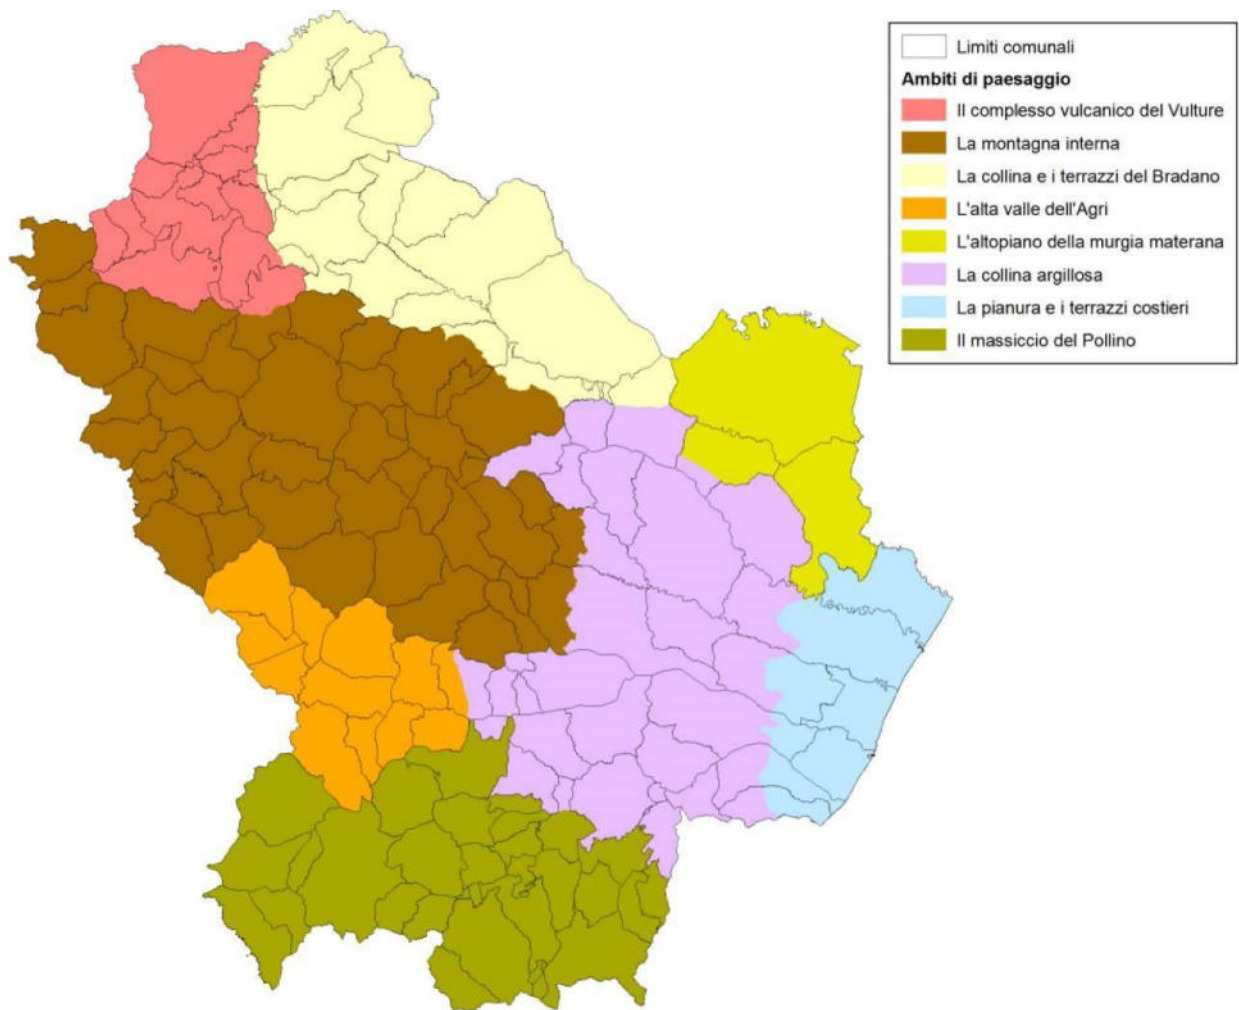 Limiti comunali
Ambiti di paesaggio
Il complesso vulcanico del Vulture
La montagna interna
La collina e i terrazzi del Bradano
L'alta valle dell'Agri
L'altopiano della murgia materana
La collina argillosa
La pianura e i terrazzi costieri
Il massiccio del Pollino